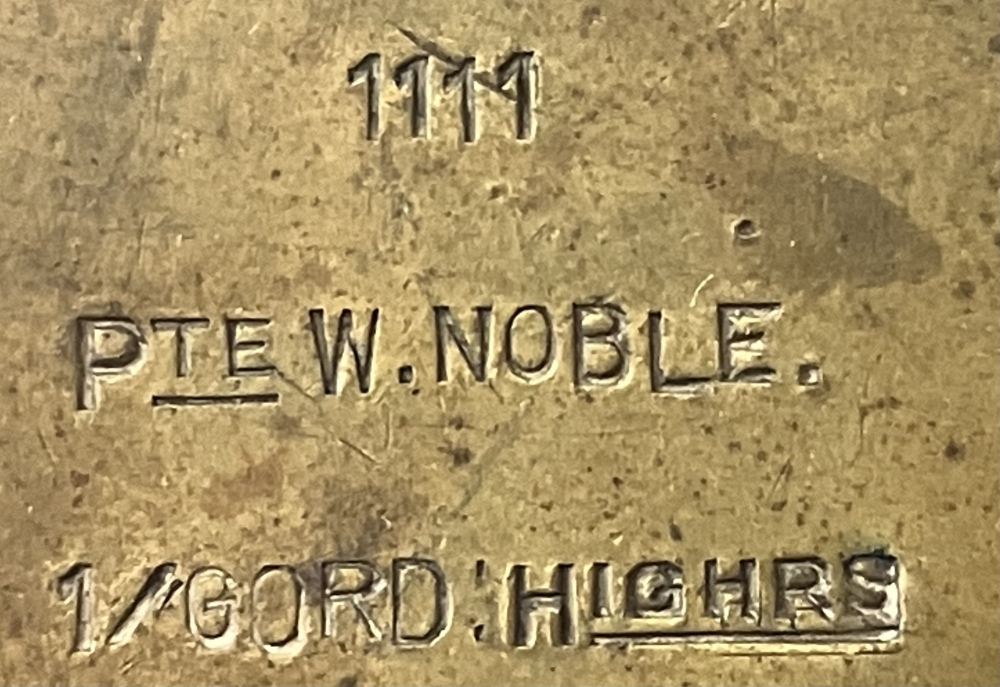 1111
PTE W. NOBLE.
1/GORD: HIGHRS